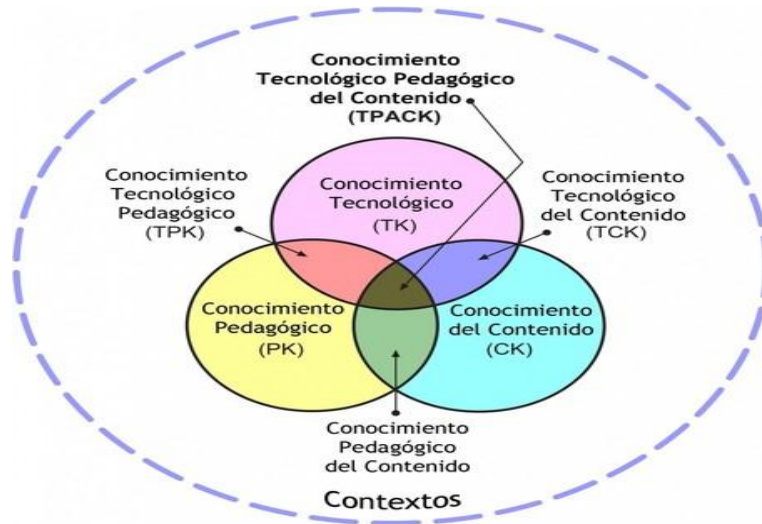 Conocimiento
Tecnológico Pedagógico
del Contenido
(TPACK)
Conocimiento
Tecnológico
Pedagógico
(TPK)
Conocimiento
Tecnológico
(TK)
Conocimiento
Tecnológico
del Contenido
(TCK)
Conocimiento
Pedagógico
(PK)
Conocimiento
del Contenido
(CK)
Conocimiento
Pedagógico
del Contenido
Contextos